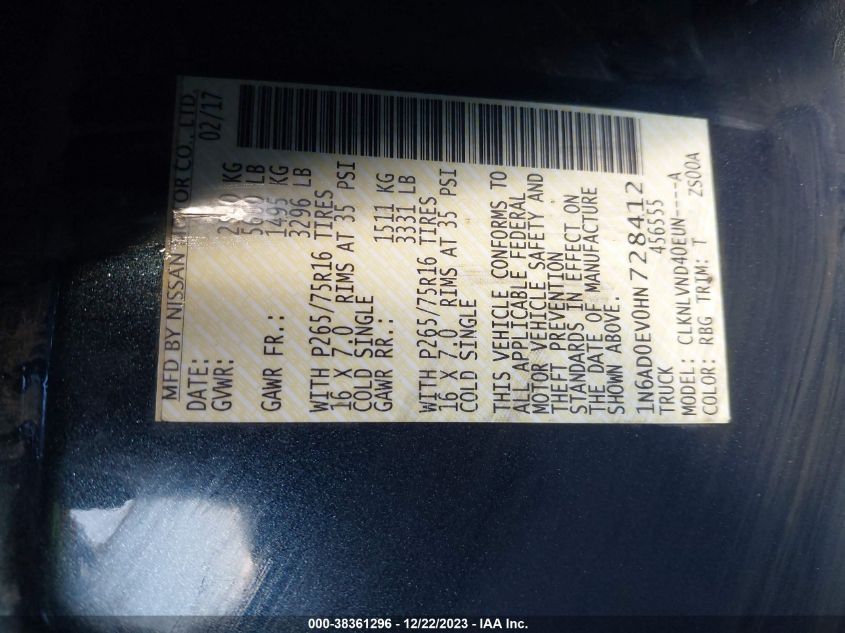 MFD BY NISSAN MOTOR CO., LTD.
DATE: 02/17
GVWR: KG
LB
GAWR FR.: 1495 KG
3296 LB
WITH P265/75R16 TIRES
16 X 7.0 RIMS AT 35 PSI
COLD SINGLE
GAWR RR.: 1511 KG
3331 LB
WITH P265/75R16 TIRES
16 X 7.0 RIMS AT 35 PSI
COLD SINGLE
THIS VEHICLE CONFORMS TO
ALL APPLICABLE FEDERAL
MOTOR VEHICLE SAFETY AND
THEFT PREVENTION
STANDARDS IN EFFECT ON
THE DATE OF MANUFACTURE
SHOWN ABOVE.
1N6AD0EV0HN728412
TRUCK 456555
MODEL: CLKNLVND40EUN----A
COLOR: RBG TRIM: T ZS00A
000-38361296 - 12/22/2023 - IAA Inc.